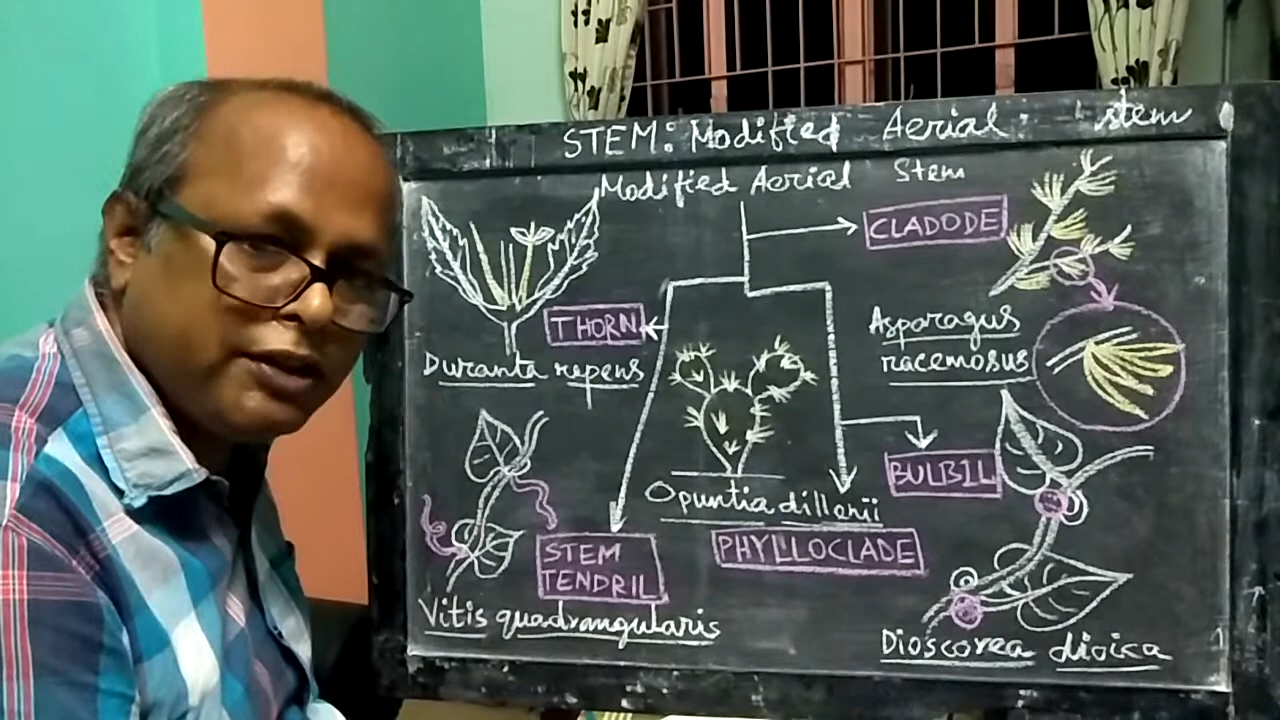 STEM: Modified Aerial stem
Modified Aerial Stem
CLADODE
THORN
Duranta repens
Asparagus
racemosus
BULBIL
Opuntia dillenii
PHYLLOCLADE
STEM
TENDRIL
Vitis quadrangularis
Dioscorea dioica